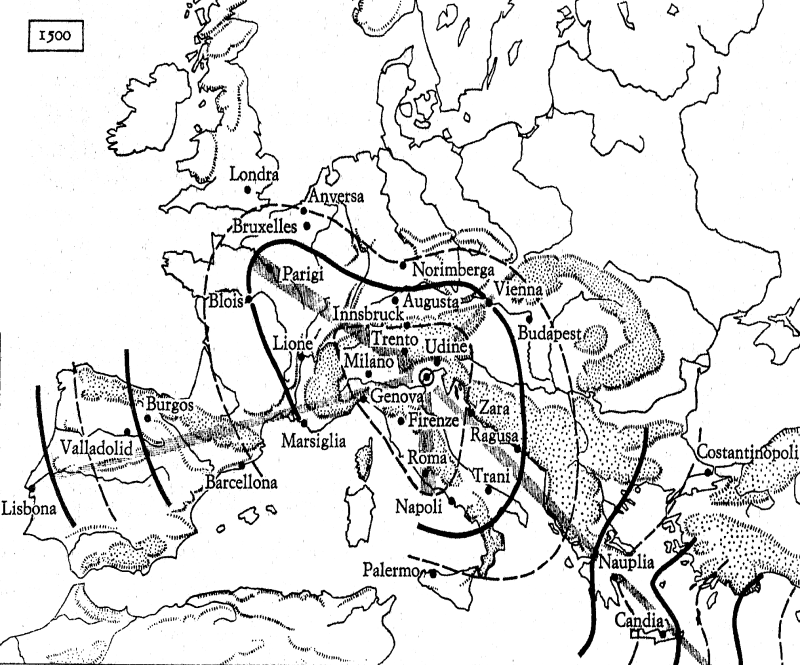 1500
Londra
Anversa
Bruxelles
Parigi
Norimberga
Blois
Augusta
Vienna
Innsbruck
Budapest
Lione
Trento
Milano
Udine
Burgos
Genova
Zara
Valladolid
Marsiglia
Firenze
Ragusa
Costantinopoli
Lisbona
Barcellona
Roma
Trani
Napoli
Palermo
Nauplia
Candia